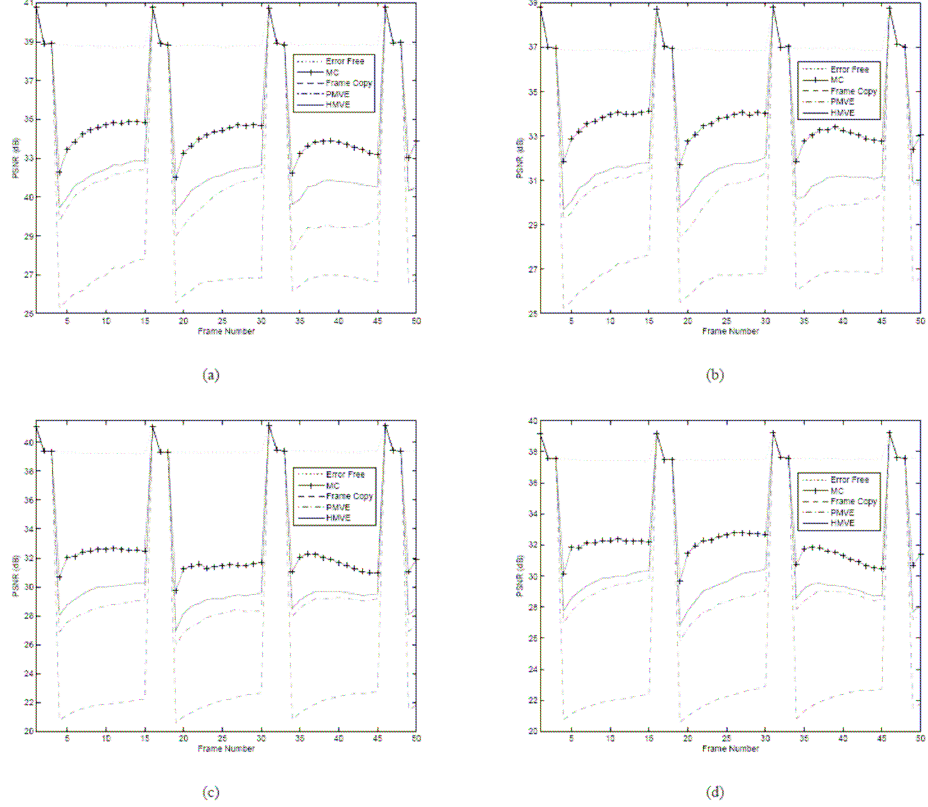 41
39
37
35
33
40
29
27
25
5
10
15
20
25
30
35
40
45
50
PSNR (dB)
Frame Number
Error Free
MC
Frame Copy
PMVE
HMVE
(a)
39
37
35
33
31
29
27
25
5
10
15
20
25
30
35
40
45
50
PSNR (dB)
Frame Number
Error Free
MC
Frame Copy
PMVE
HMVE
(b)
40
38
36
34
32
30
28
26
24
22
20
5
10
15
20
25
30
35
40
45
50
PSNR (dB)
Frame Number
Error Free
MC
Frame Copy
PMVE
HMVE
(c)
40
38
36
34
32
30
28
26
24
22
20
5
10
15
20
25
30
35
40
45
50
PSNR (dB)
Frame Number
Error Free
MC
Frame Copy
PMVE
HMVE
(d)